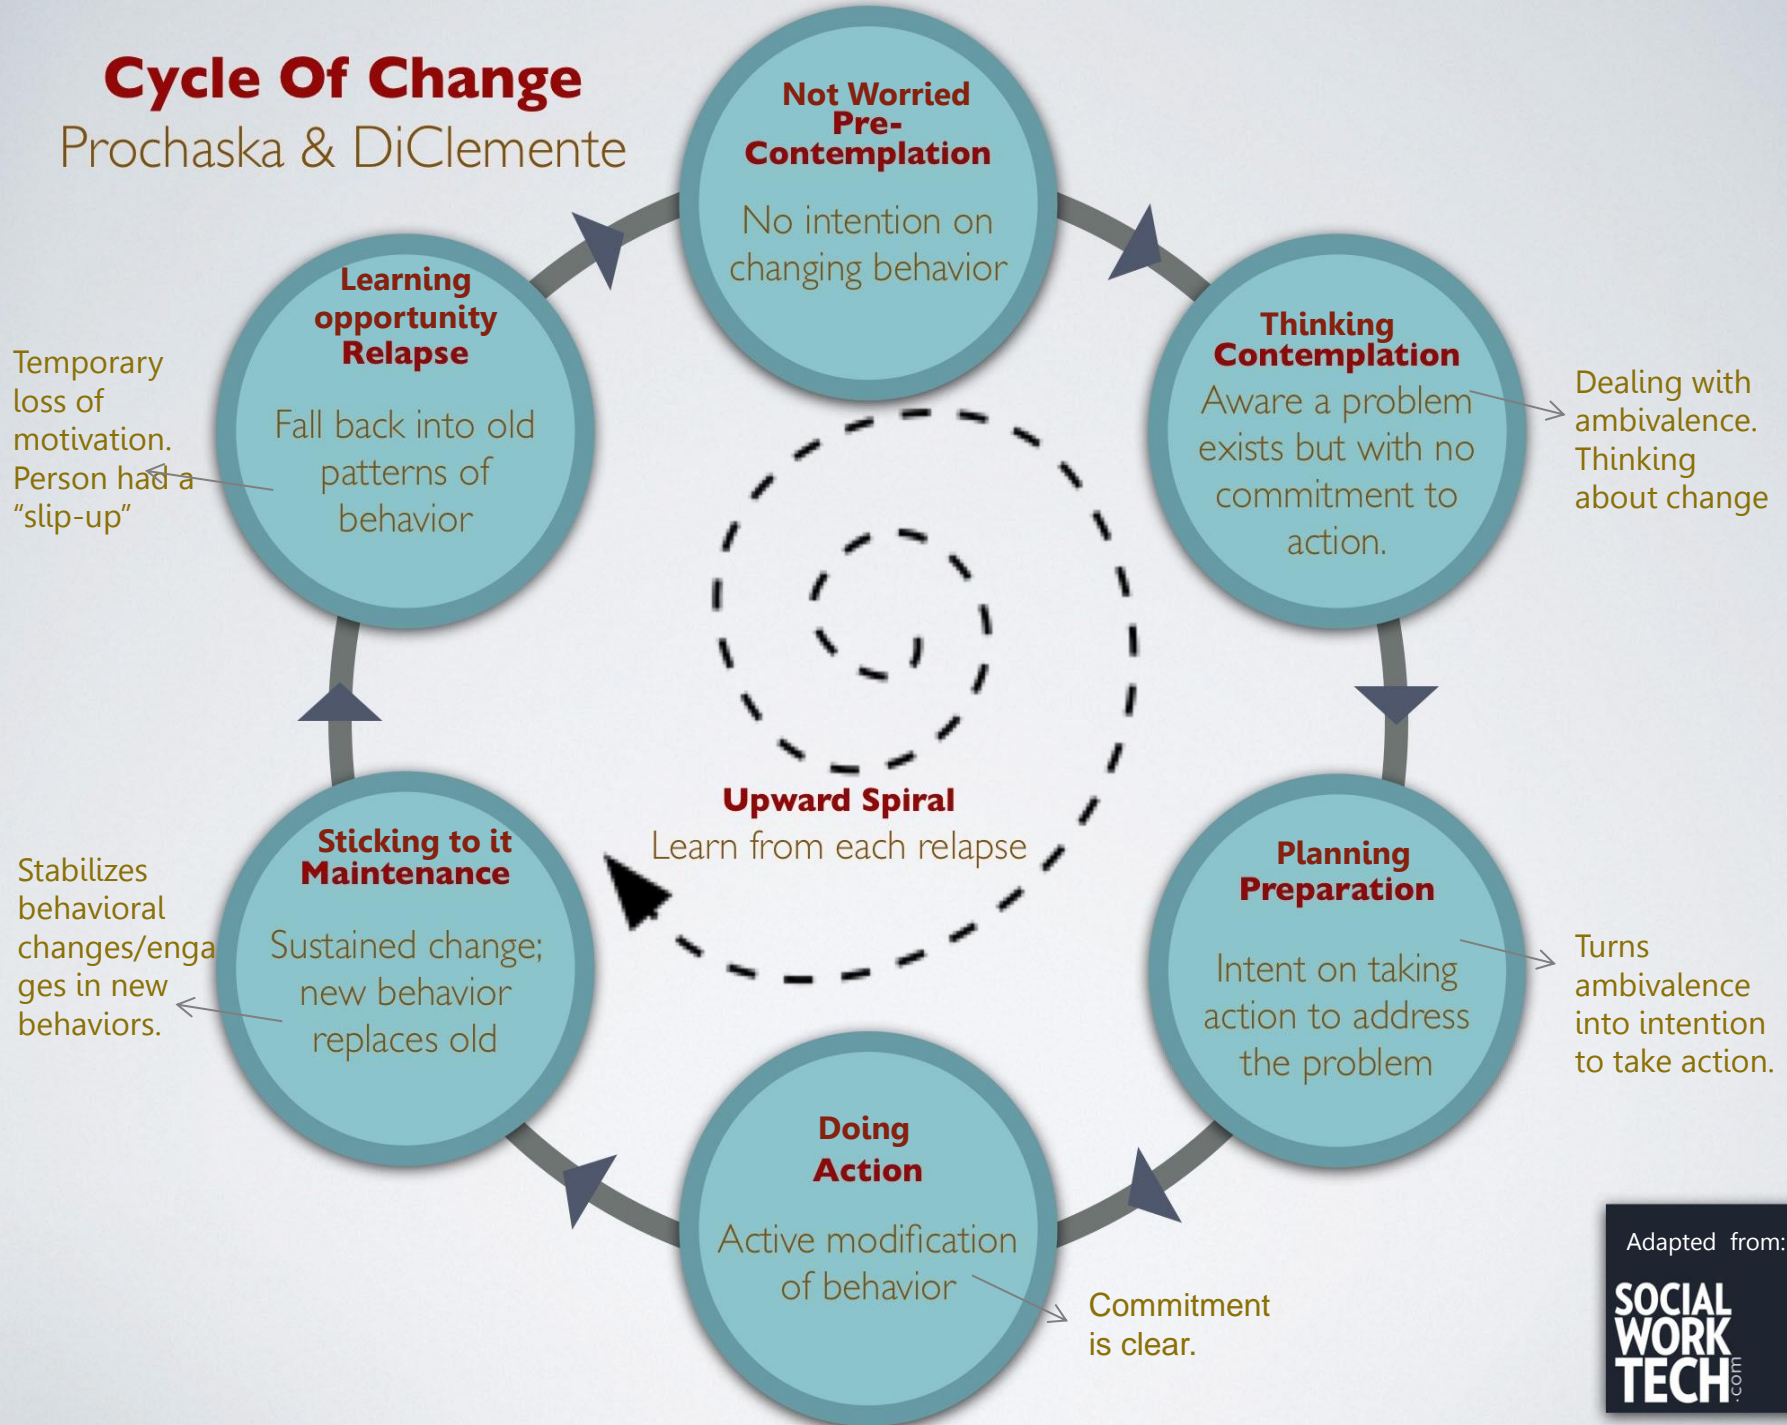 Cycle Of Change
Prochaska & DiClemente
Not Worried
Pre-
Contemplation
No intention on
changing behavior
Thinking
Contemplation
Aware a problem
exists but with no
commitment to
action.
Dealing with
ambivalence.
Thinking
about change
Planning
Preparation
Intent on taking
action to address
the problem
Turns
ambivalence
into intention
to take action.
Doing
Action
Active modification
of behavior
Commitment
is clear.
Sticking to it
Maintenance
Sustained change;
new behavior
replaces old
Stabilizes
behavioral
changes/enga
ges in new
behaviors.
Learning
opportunity
Relapse
Fall back into old
patterns of
behavior
Temporary
loss of
motivation.
Person had a
“slip-up”
Upward Spiral
Learn from each relapse
Adapted from:
SOCIAL
WORK
TECH.com